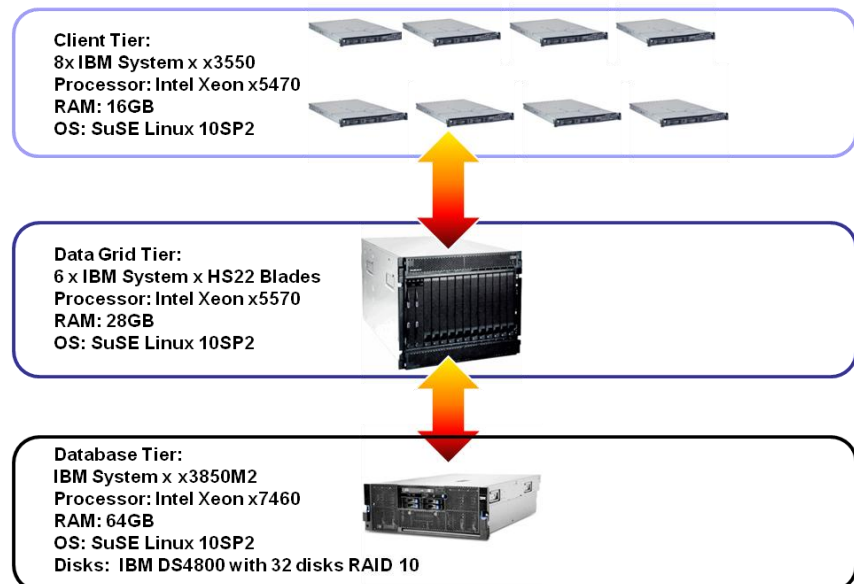 Client Tier:
8x IBM System x x3550
Processor: Intel Xeon x5470
RAM: 16GB
OS: SuSE Linux 10SP2
Data Grid Tier:
6 x IBM System x HS22 Blades
Processor: Intel Xeon x5570
RAM: 28GB
OS: SuSE Linux 10SP2
Database Tier:
IBM System x x3850M2
Processor: Intel Xeon x7460
RAM: 64GB
OS: SuSE Linux 10SP2
Disks: IBM DS4800 with 32 disks RAID 10